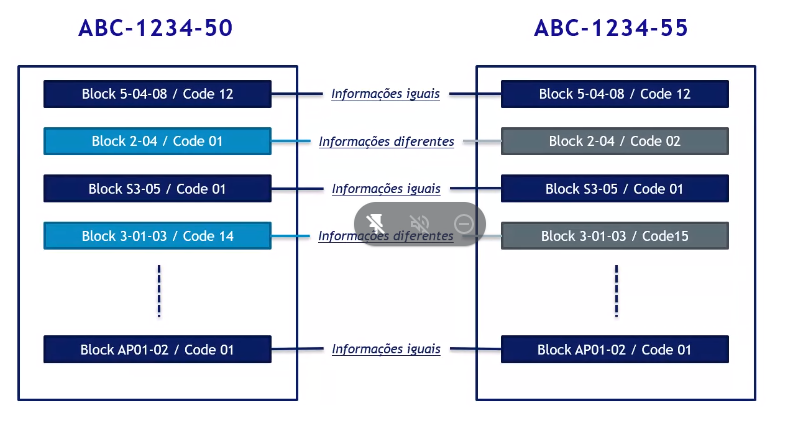 ABC-1234-50 ABC-1234-55
Block 5-04-08 / Code 12 Informações iguais Block 5-04-08 / Code 12
Block 2-04 / Code 01 Informações diferentes Block 2-04 / Code 02
Block S3-05 / Code 01 Informações iguais Block S3-05 / Code 01
Block 3-01-03 / Code 14 Informações diferentes Block 3-01-03 / Code15
Block AP01-02 / Code 01 Informações iguais Block AP01-02 / Code 01